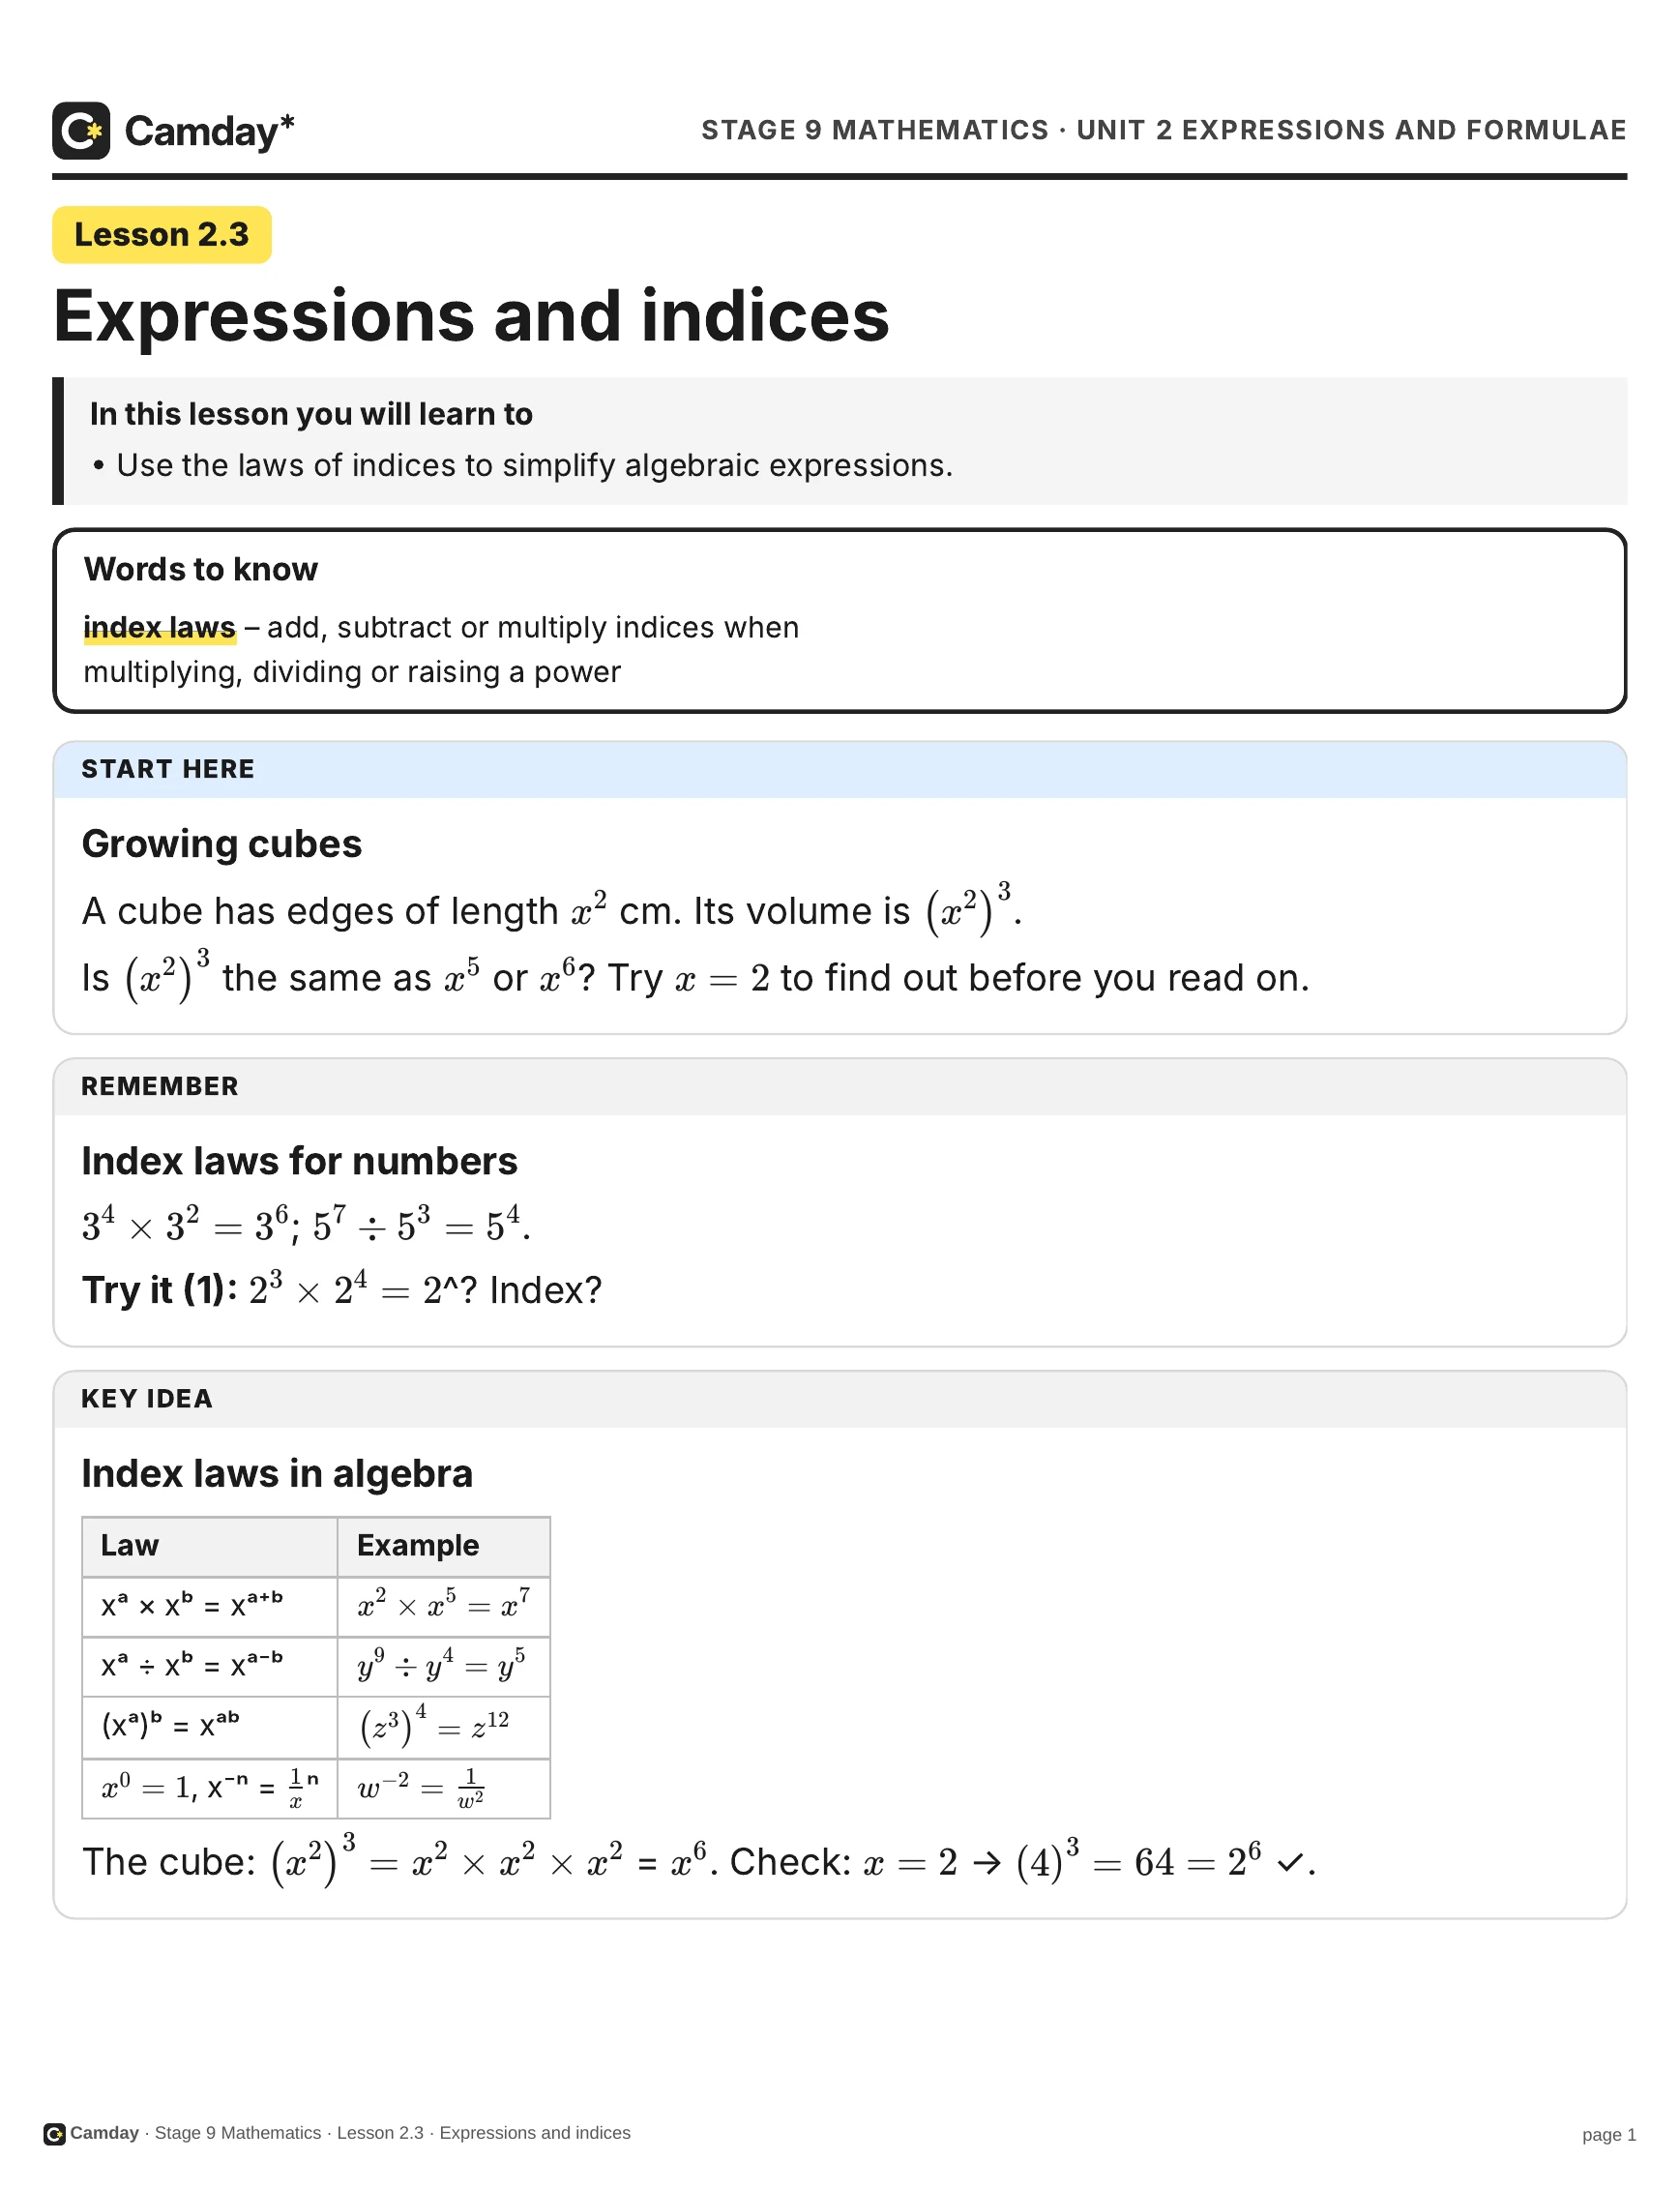 Camday*
STAGE 9 MATHEMATICS · UNIT 2 EXPRESSIONS AND FORMULAE
Lesson 2.3
Expressions and indices
In this lesson you will learn to
• Use the laws of indices to simplify algebraic expressions.
Words to know
index laws – add, subtract or multiply indices when
multiplying, dividing or raising a power
START HERE
Growing cubes
A cube has edges of length x² cm. Its volume is (x²)³.
Is (x²)³ the same as x⁵ or x⁶? Try x = 2 to find out before you read on.
REMEMBER
Index laws for numbers
3⁴ × 3² = 3⁶; 5⁷ ÷ 5³ = 5⁴.
Try it (1): 2³ × 2⁴ = 2^? Index?
KEY IDEA
Index laws in algebra
Law Example
xᵃ × xᵇ = xᵃ⁺ᵇ x² × x⁵ = x⁷
xᵃ ÷ xᵇ = xᵃ⁻ᵇ y⁹ ÷ y⁴ = y⁵
(xᵃ)ᵇ = xᵃᵇ (z³)⁴ = z¹²
x⁰ = 1, x⁻ⁿ = 1/x ⁿ w⁻² = 1/w²
The cube: (x²)³ = x² × x² × x² = x⁶. Check: x = 2 → (4)³ = 64 = 2⁶ ✓.
Camday · Stage 9 Mathematics · Lesson 2.3 · Expressions and indices
page 1